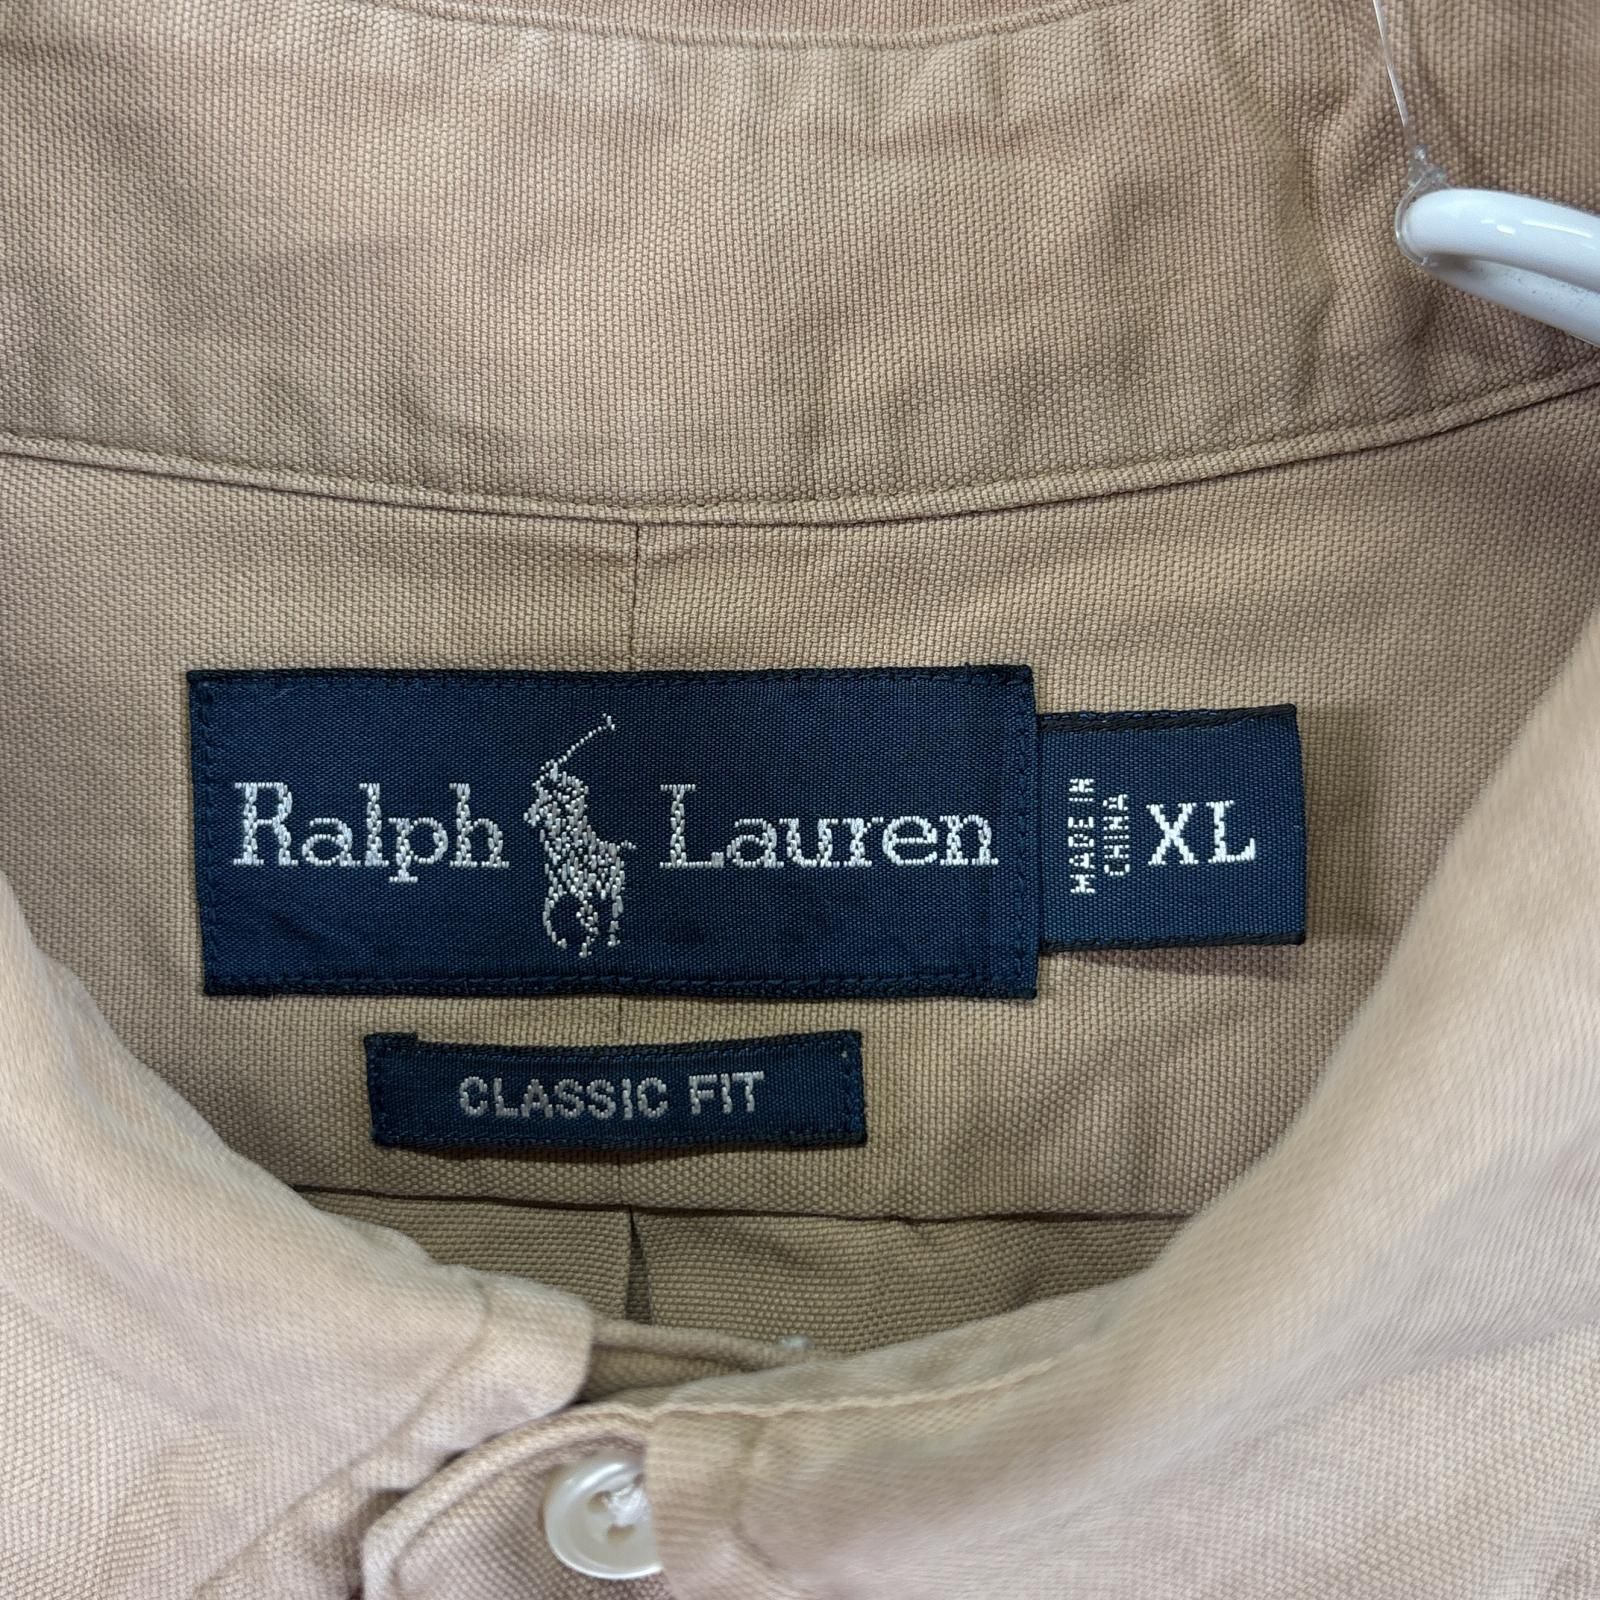 Ralph Lauren
MADE IN
CHINA
XL
CLASSIC FIT